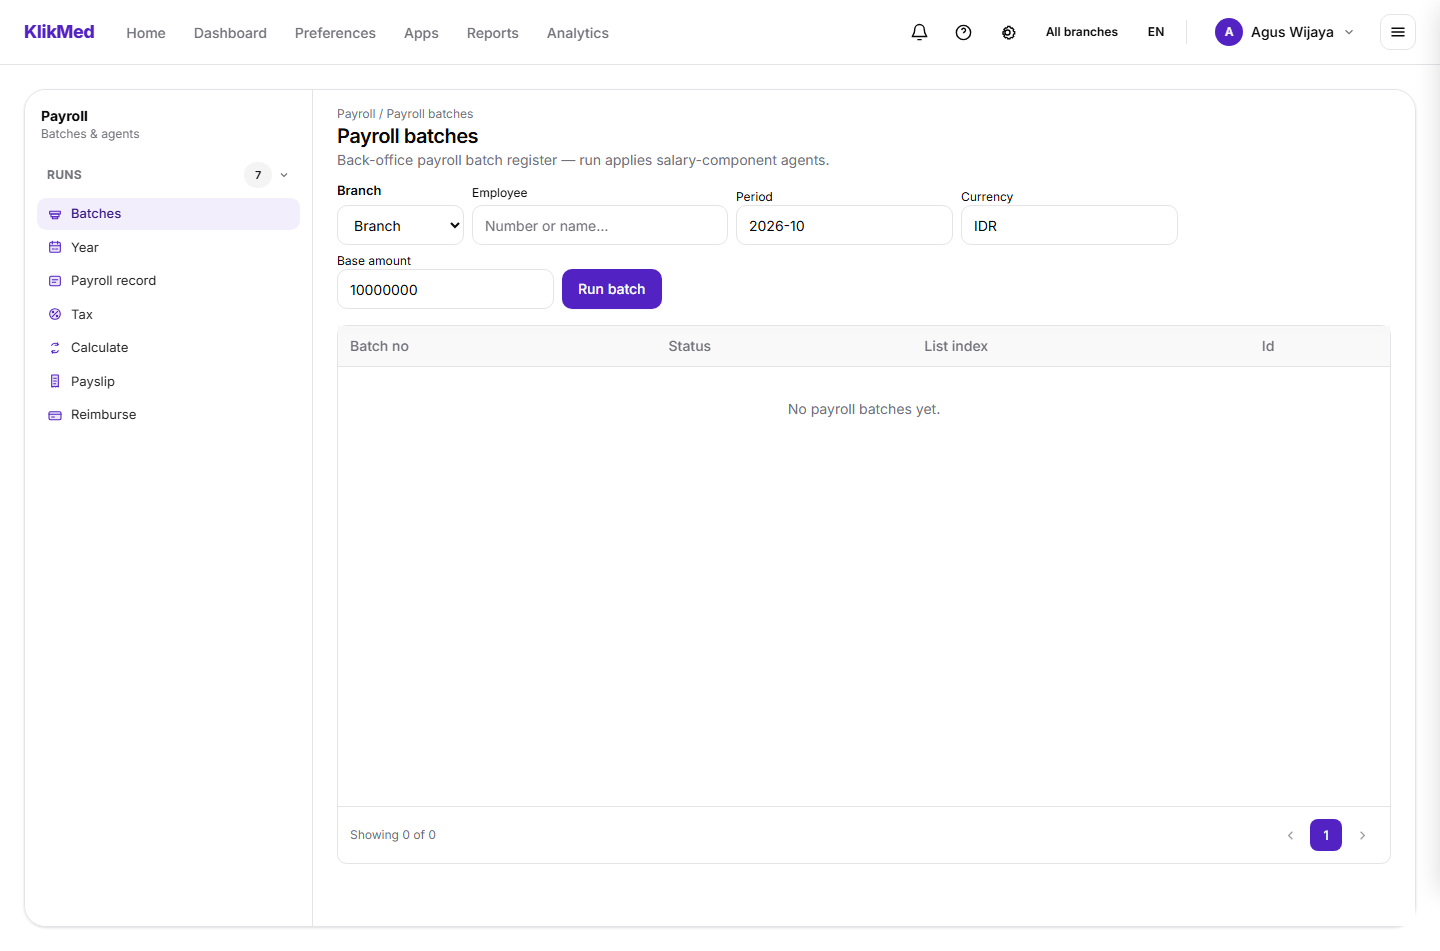 KlikMed
Home
Dashboard
Preferences
Apps
Reports
Analytics
All branches
EN
A
Agus Wijaya
Payroll
Batches & agents
RUNS
7
Batches
Year
Payroll record
Tax
Calculate
Payslip
Reimburse
Payroll / Payroll batches
Payroll batches
Back-office payroll batch register — run applies salary-component agents.
Branch
Branch
Employee
Number or name...
Period
2026-10
Currency
IDR
Base amount
10000000
Run batch
Batch no
Status
List index
Id
No payroll batches yet.
Showing 0 of 0
1